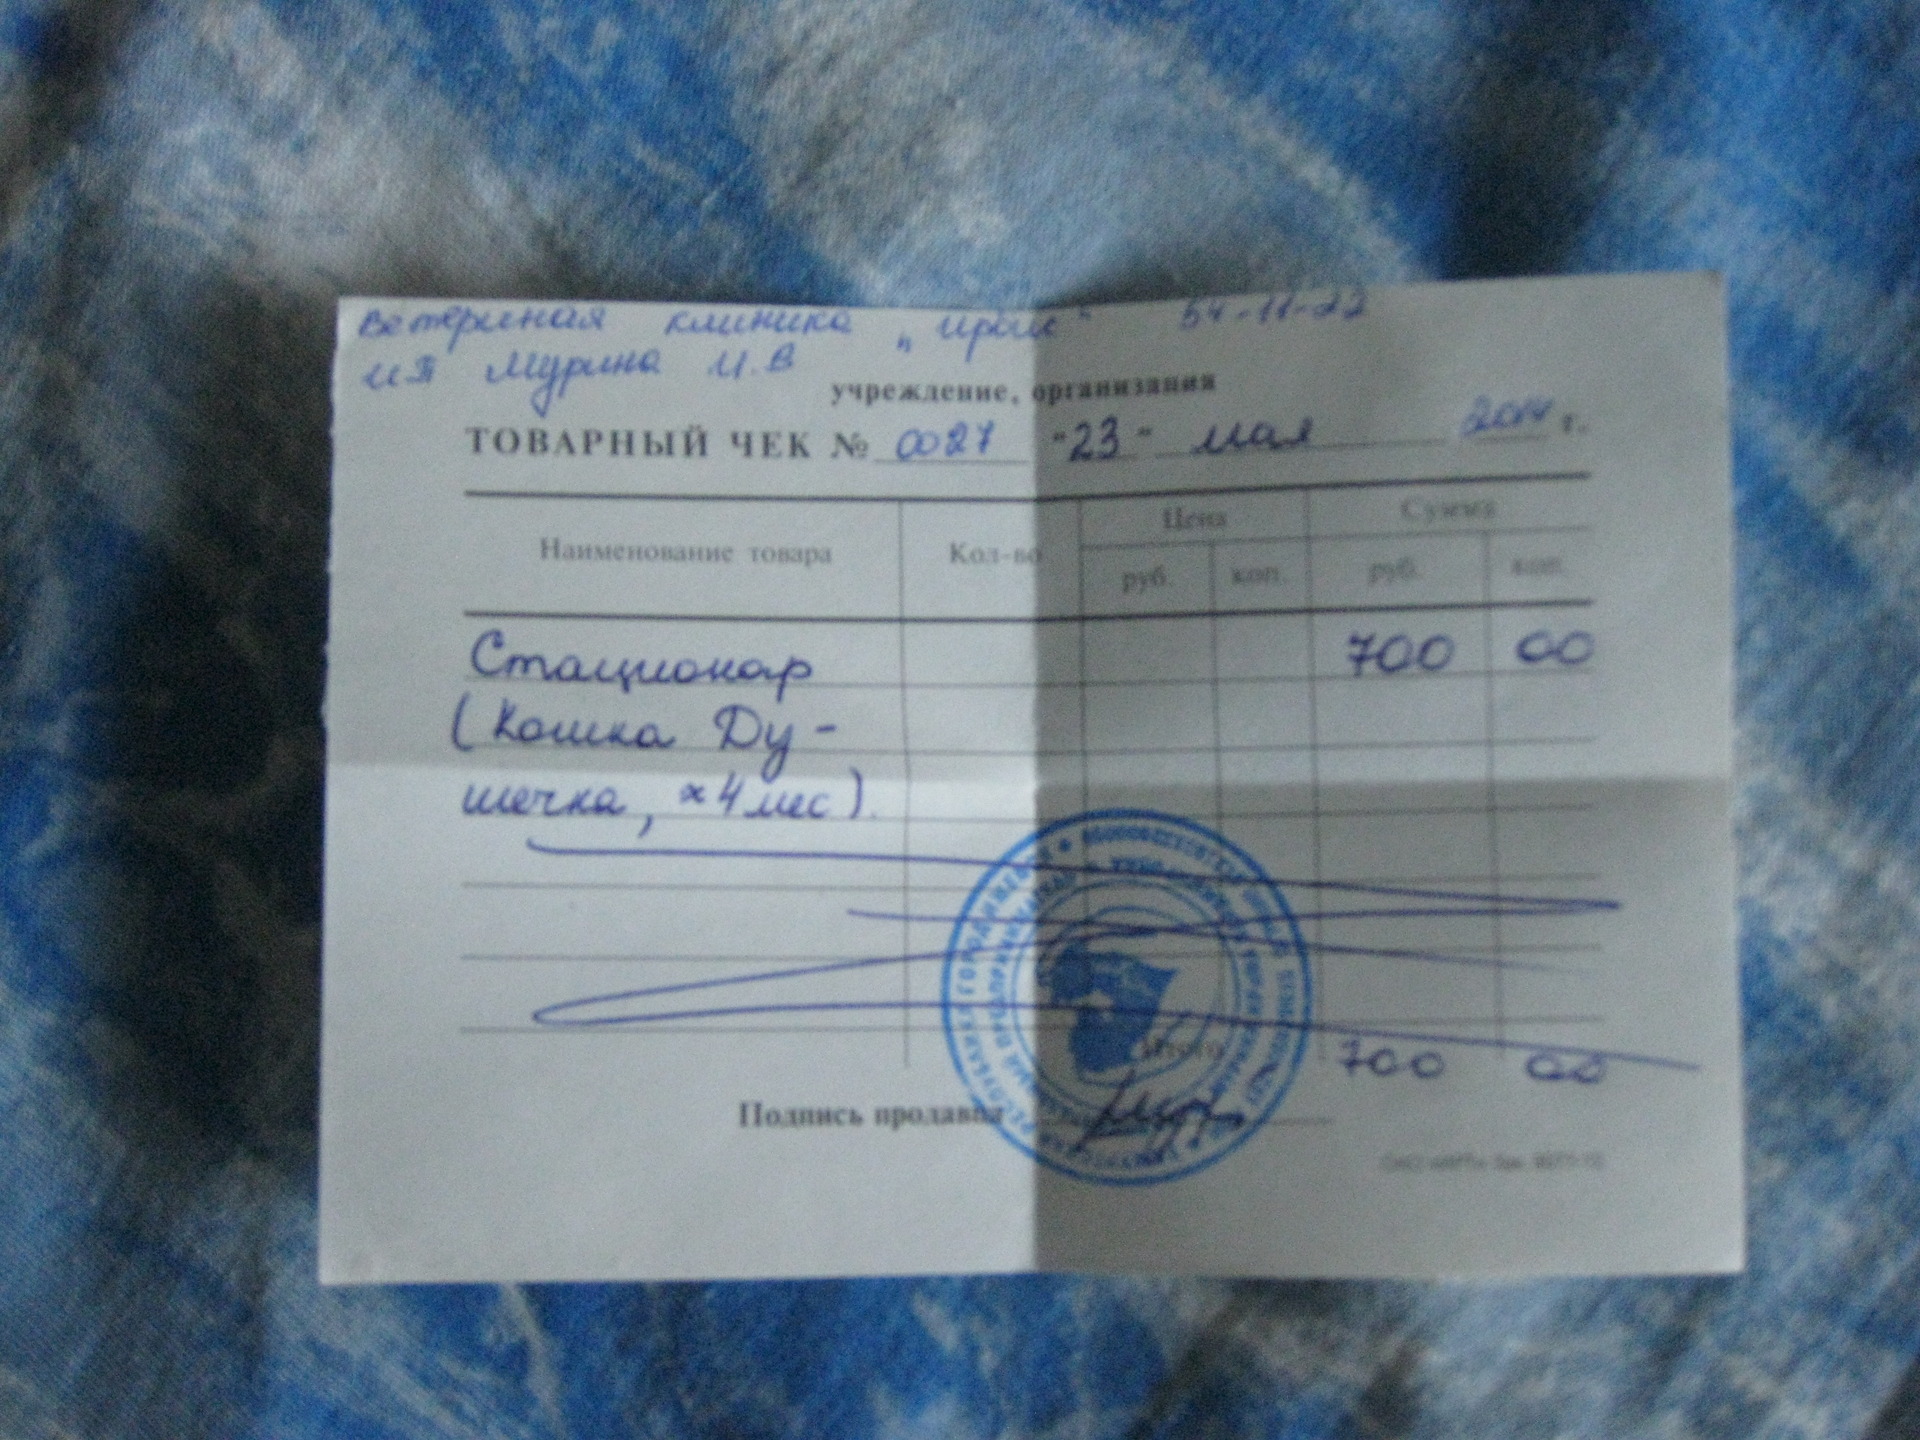 Ветериная клиника „ Ирис “ 54-11-22
ИП Мурина И.В
учреждение, организация
ТОВАРНЫЙ ЧЕК № 0027 "23" мая 2014 г.
Наименование товара Кол-во Цена Сумма
руб. коп. руб. коп.
Стационар 700 00
(Кошка Ду-
шечка, ≈4 мес).
Итого 700 00
Подпись продавца